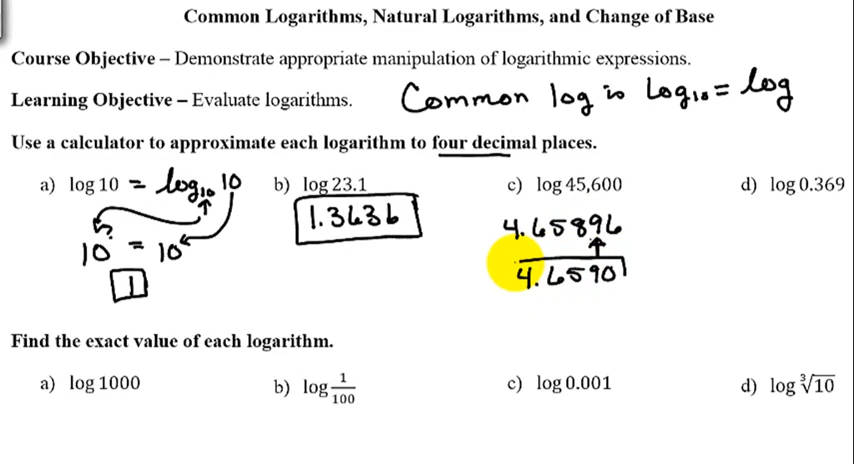 Common Logarithms, Natural Logarithms, and Change of Base
Course Objective – Demonstrate appropriate manipulation of logarithmic expressions.
Learning Objective – Evaluate logarithms.
Common log is Log₁₀ = log
Use a calculator to approximate each logarithm to four decimal places.
a) log 10 = log₁₀ 10
b) log 23.1
c) log 45,600
d) log 0.369
10^? = 10
1
1.3636
4.65896
4.6590
Find the exact value of each logarithm.
a) log 1000
b) log 1/100
c) log 0.001
d) log ∛10